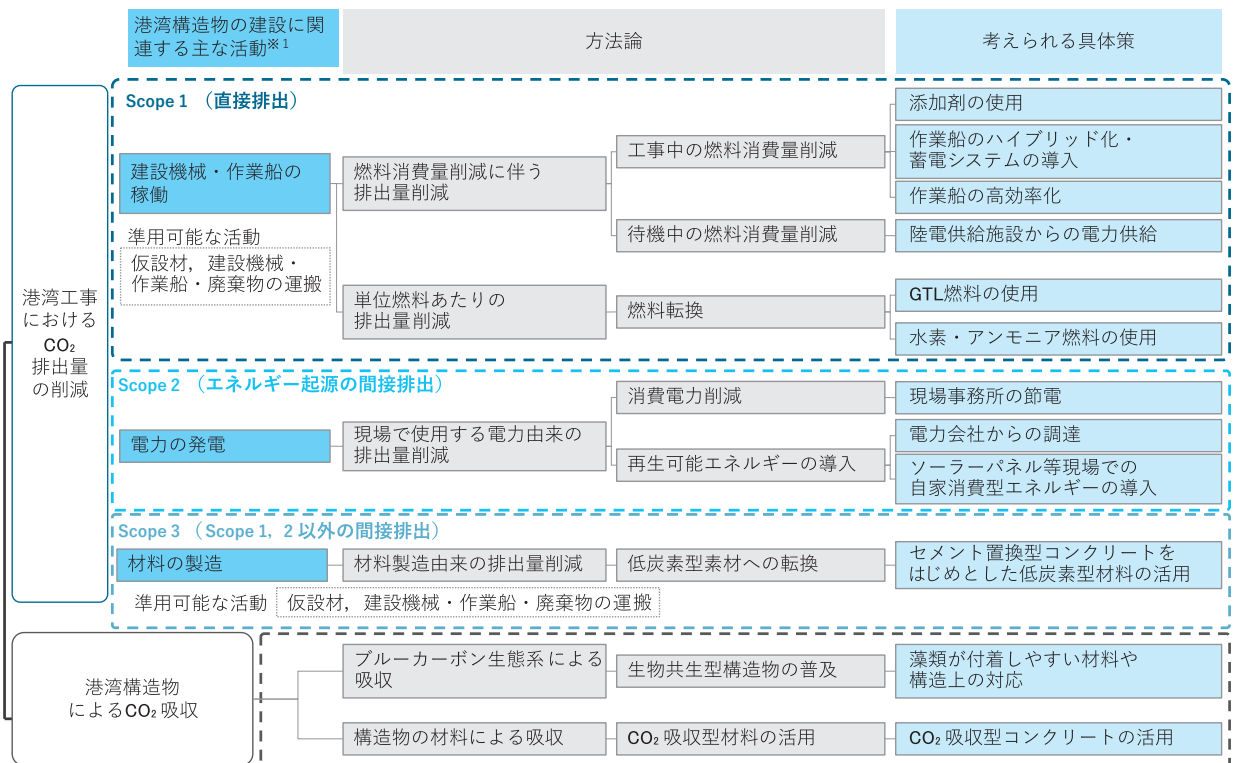 港湾構造物の建設に関
連する主な活動※1
方法論
考えられる具体策
Scope 1 （直接排出）
添加剤の使用
建設機械・作業船の
稼働
燃料消費量削減に伴う
排出量削減
工事中の燃料消費量削減
作業船のハイブリッド化・
蓄電システムの導入
作業船の高効率化
準用可能な活動
仮設材，建設機械・
作業船・廃棄物の運搬
待機中の燃料消費量削減
陸電供給施設からの電力供給
港湾工事
における
CO₂
排出量
の削減
単位燃料あたりの
排出量削減
燃料転換
GTL燃料の使用
水素・アンモニア燃料の使用
Scope 2 （エネルギー起源の間接排出）
消費電力削減
現場事務所の節電
電力の発電
現場で使用する電力由来の
排出量削減
再生可能エネルギーの導入
電力会社からの調達
ソーラーパネル等現場での
自家消費型エネルギーの導入
Scope 3 （Scope 1，2 以外の間接排出）
材料の製造
材料製造由来の排出量削減
低炭素型素材への転換
セメント置換型コンクリートを
はじめとした低炭素型材料の活用
準用可能な活動
仮設材，建設機械・作業船・廃棄物の運搬
港湾構造物
によるCO₂ 吸収
ブルーカーボン生態系による
吸収
生物共生型構造物の普及
藻類が付着しやすい材料や
構造上の対応
構造物の材料による吸収
CO₂ 吸収型材料の活用
CO₂ 吸収型コンクリートの活用